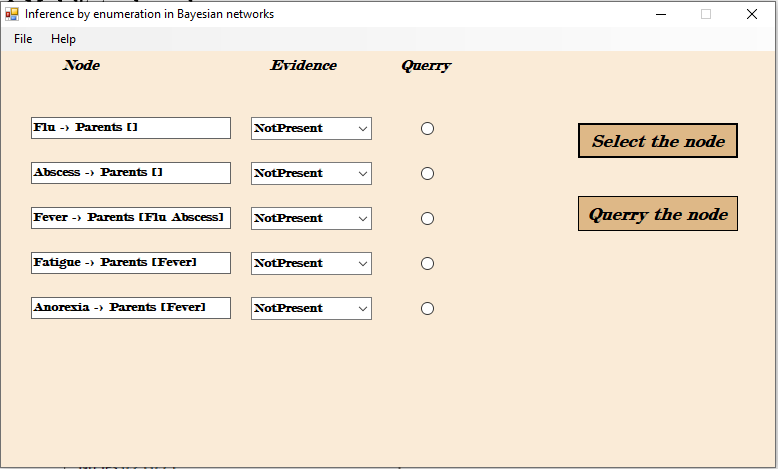 Inference by enumeration in Bayesian networks
File Help
Node Evidence Querry
Flu -> Parents [] NotPresent
Select the node
Abscess -> Parents [] NotPresent
Querry the node
Fever -> Parents [Flu Abscess] NotPresent
Fatigue -> Parents [Fever] NotPresent
Anorexia -> Parents [Fever] NotPresent